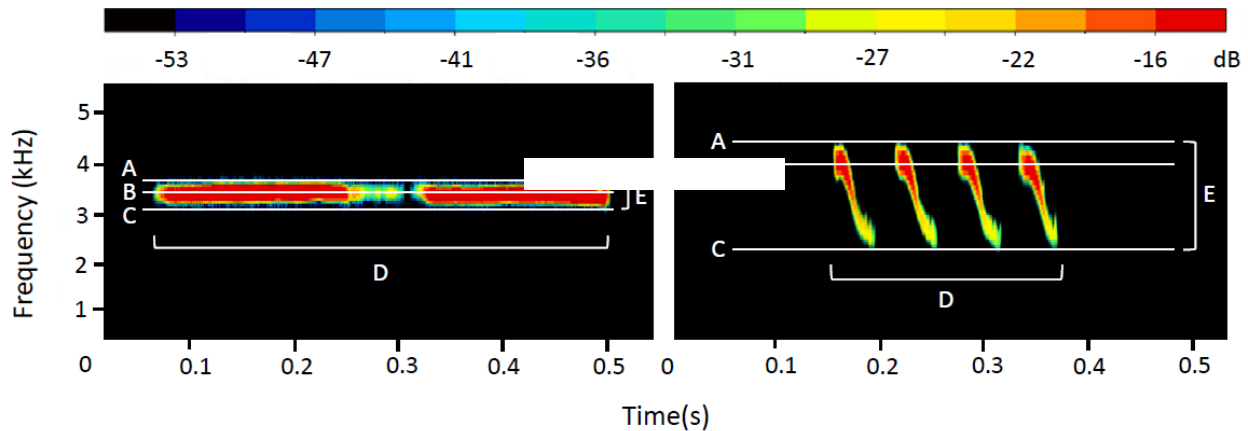 -53 -47 -41 -36 -31 -27 -22 -16 dB
Frequency (kHz)
5
4
3
2
1
0
A
B
C
D
E
0.1 0.2 0.3 0.4 0.5
A
C
D
E
0 0.1 0.2 0.3 0.4 0.5
Time(s)